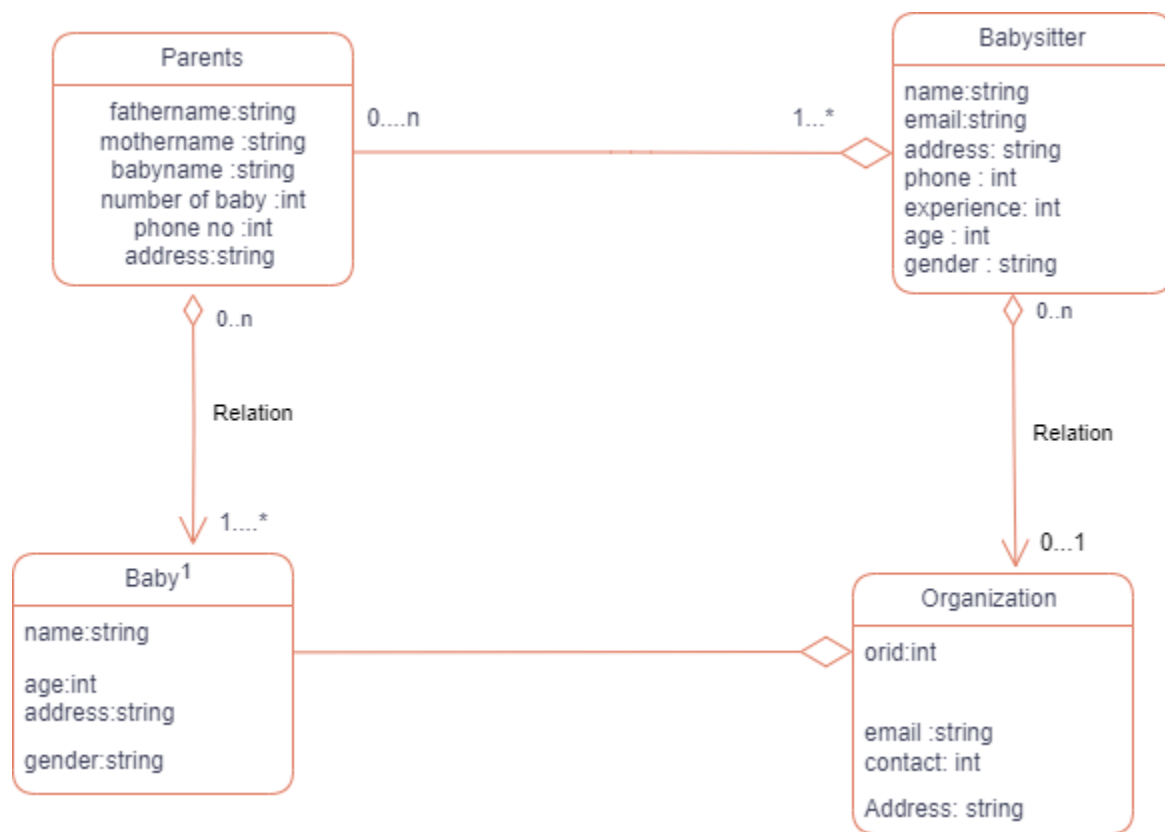 Parents
fathername:string
mothername :string
babyname :string
number of baby :int
phone no :int
address:string
0....n
1...*
Babysitter
name:string
email:string
address: string
phone : int
experience: int
age : int
gender : string
0..n
Relation
1....*
0..n
Relation
0...1
Baby1
name:string
age:int
address:string
gender:string
Organization
orid:int
email :string
contact: int
Address: string